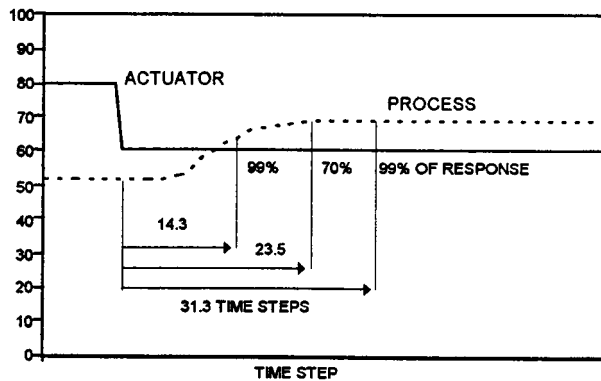 100
90
80
ACTUATOR
70
PROCESS
60
99% 70% 99% OF RESPONSE
50
40
14.3
30
23.5
20
31.3 TIME STEPS
10
0
TIME STEP